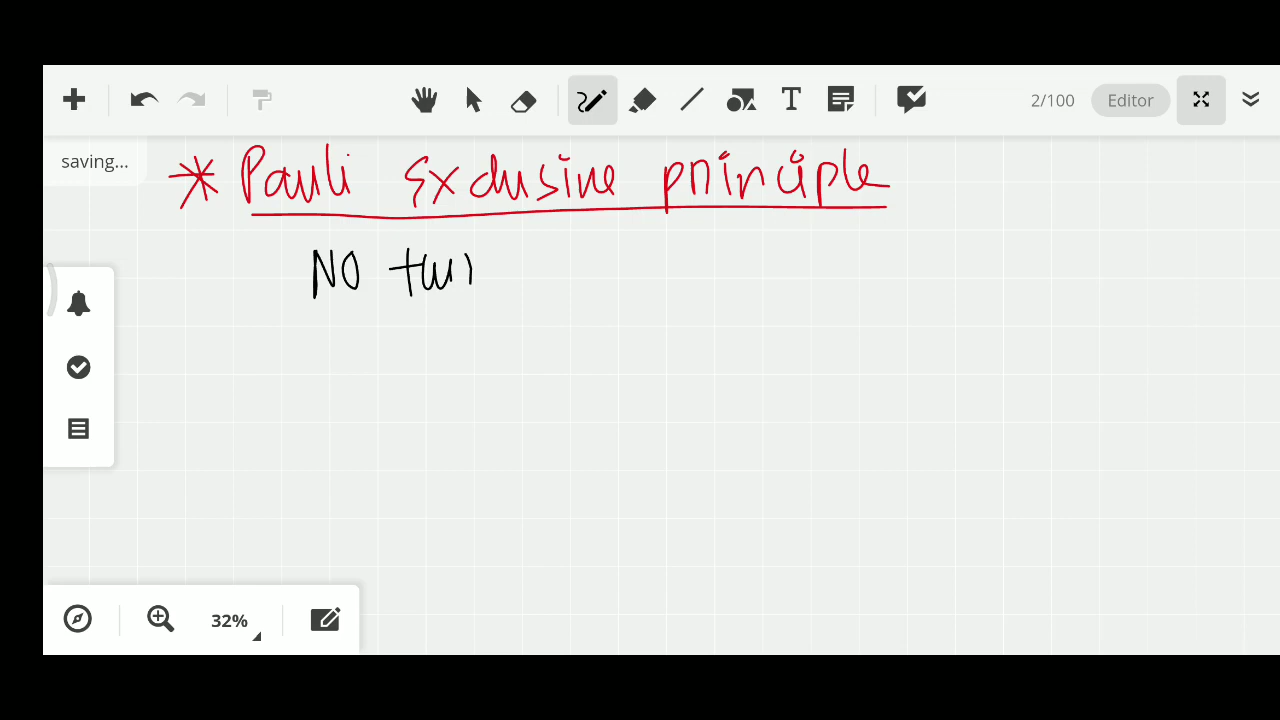 2/100 Editor
saving...
* Pauli Exclusive principle
NO
32%